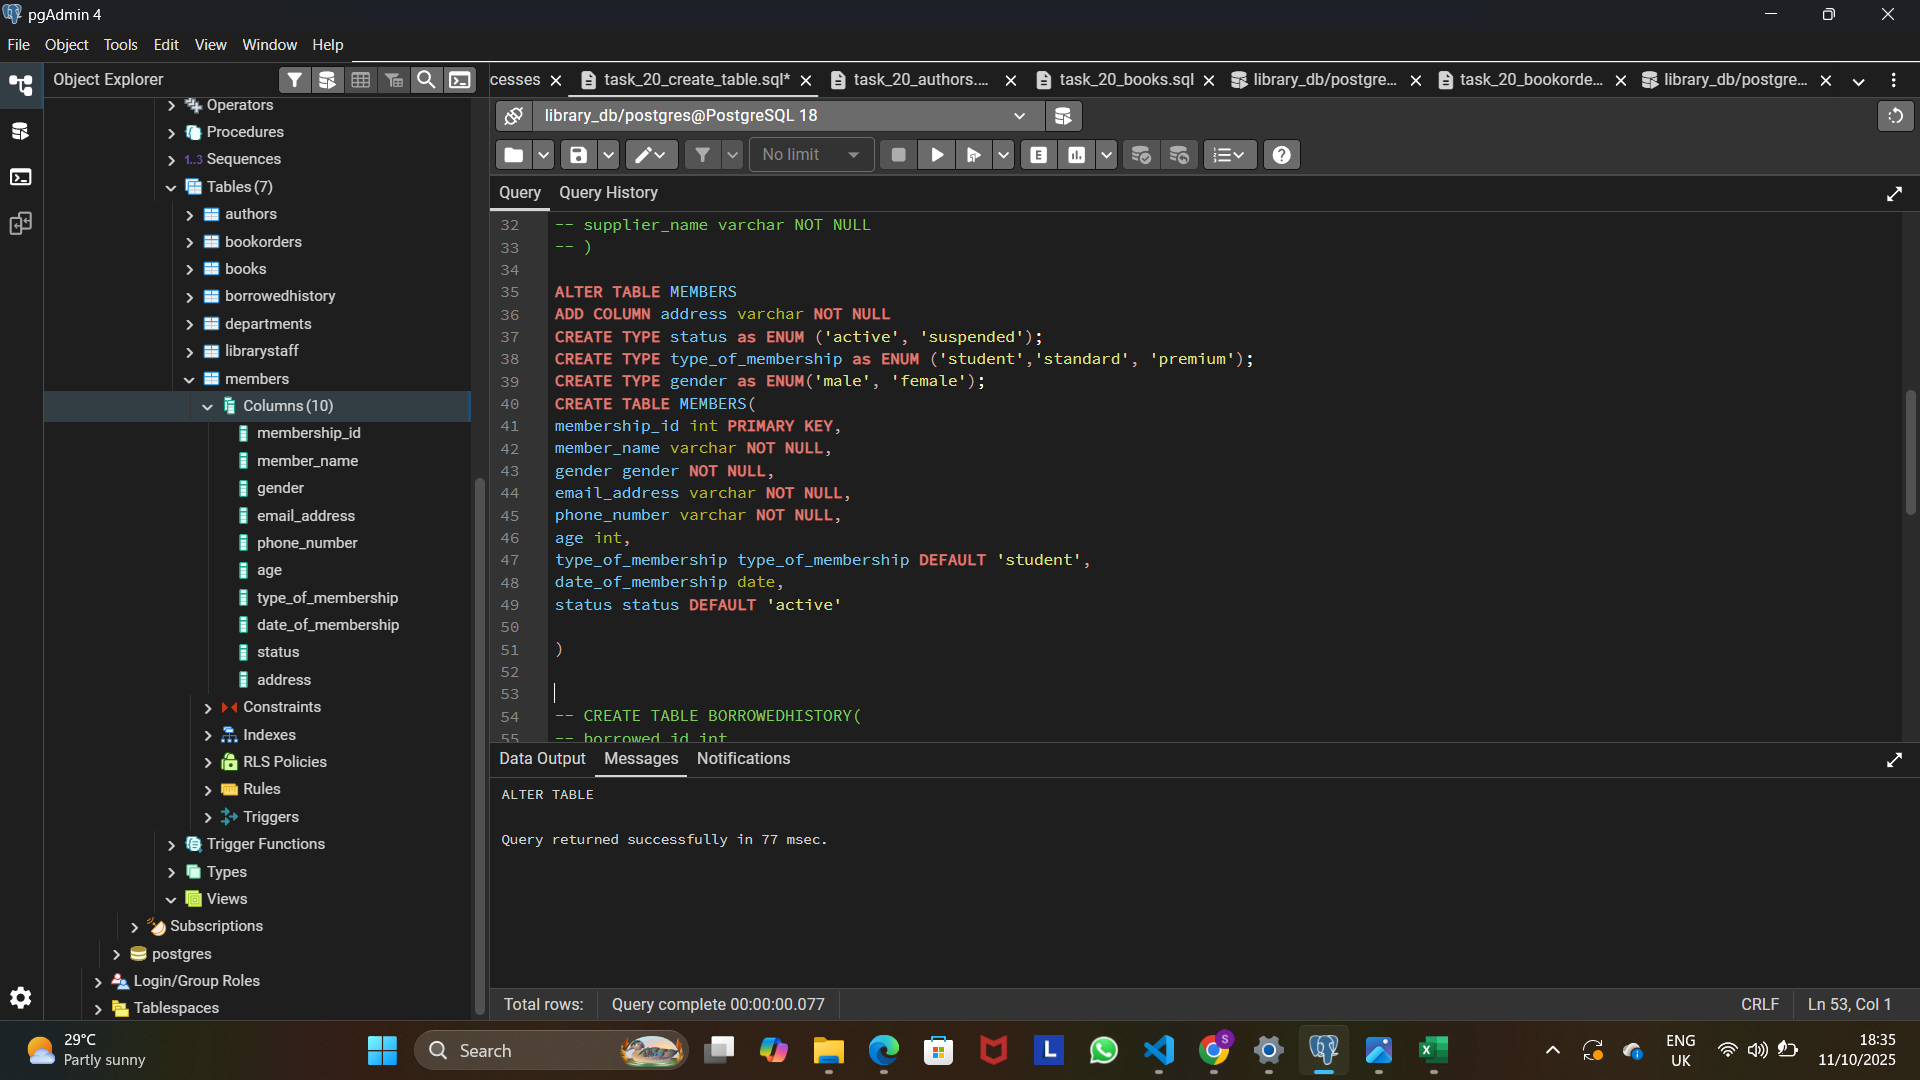 pgAdmin 4
File Object Tools Edit View Window Help
Object Explorer
cesses
task_20_create_table.sql*
task_20_authors....
task_20_books.sql
library_db/postgre...
task_20_bookorde...
library_db/postgre...
library_db/postgres@PostgreSQL 18
No limit
E
Query
Query History
Operators
Procedures
1..3 Sequences
Tables (7)
authors
bookorders
books
borrowedhistory
departments
librarystaff
members
Columns (10)
membership_id
member_name
gender
email_address
phone_number
age
type_of_membership
date_of_membership
status
address
Constraints
Indexes
RLS Policies
Rules
Triggers
Trigger Functions
Types
Views
Subscriptions
postgres
Login/Group Roles
Tablespaces
32 -- supplier_name varchar NOT NULL
33 -- )
34
35 ALTER TABLE MEMBERS
36 ADD COLUMN address varchar NOT NULL
37 CREATE TYPE status as ENUM ('active', 'suspended');
38 CREATE TYPE type_of_membership as ENUM ('student','standard', 'premium');
39 CREATE TYPE gender as ENUM('male', 'female');
40 CREATE TABLE MEMBERS(
41 membership_id int PRIMARY KEY,
42 member_name varchar NOT NULL,
43 gender gender NOT NULL,
44 email_address varchar NOT NULL,
45 phone_number varchar NOT NULL,
46 age int,
47 type_of_membership type_of_membership DEFAULT 'student',
48 date_of_membership date,
49 status status DEFAULT 'active'
50
51 )
52
53
54 -- CREATE TABLE BORROWEDHISTORY(
55 -- borrowed_id int
Data Output Messages Notifications
ALTER TABLE
Query returned successfully in 77 msec.
Total rows: Query complete 00:00:00.077
CRLF Ln 53, Col 1
29°C
Partly sunny
Search
L
S
ENG
UK
18:35
11/10/2025